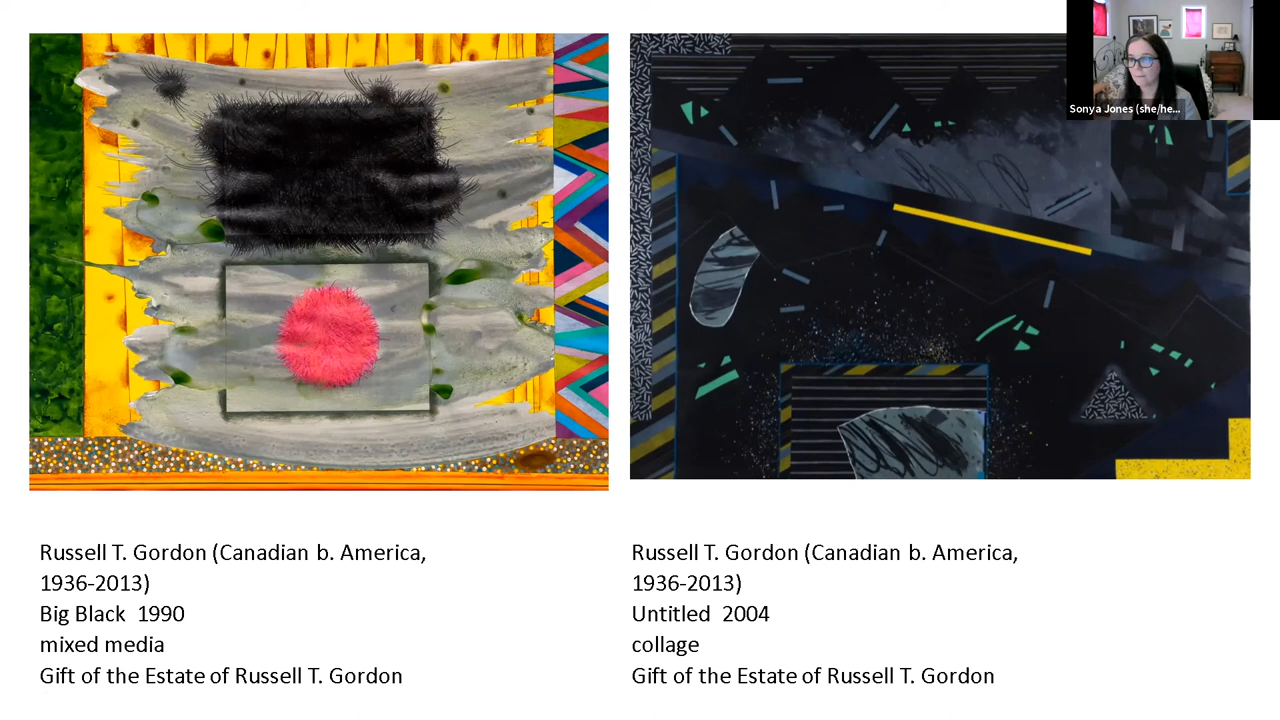 Sonya Jones (she/he...
Russell T. Gordon (Canadian b. America,
1936-2013)
Big Black 1990
mixed media
Gift of the Estate of Russell T. Gordon
Russell T. Gordon (Canadian b. America,
1936-2013)
Untitled 2004
collage
Gift of the Estate of Russell T. Gordon